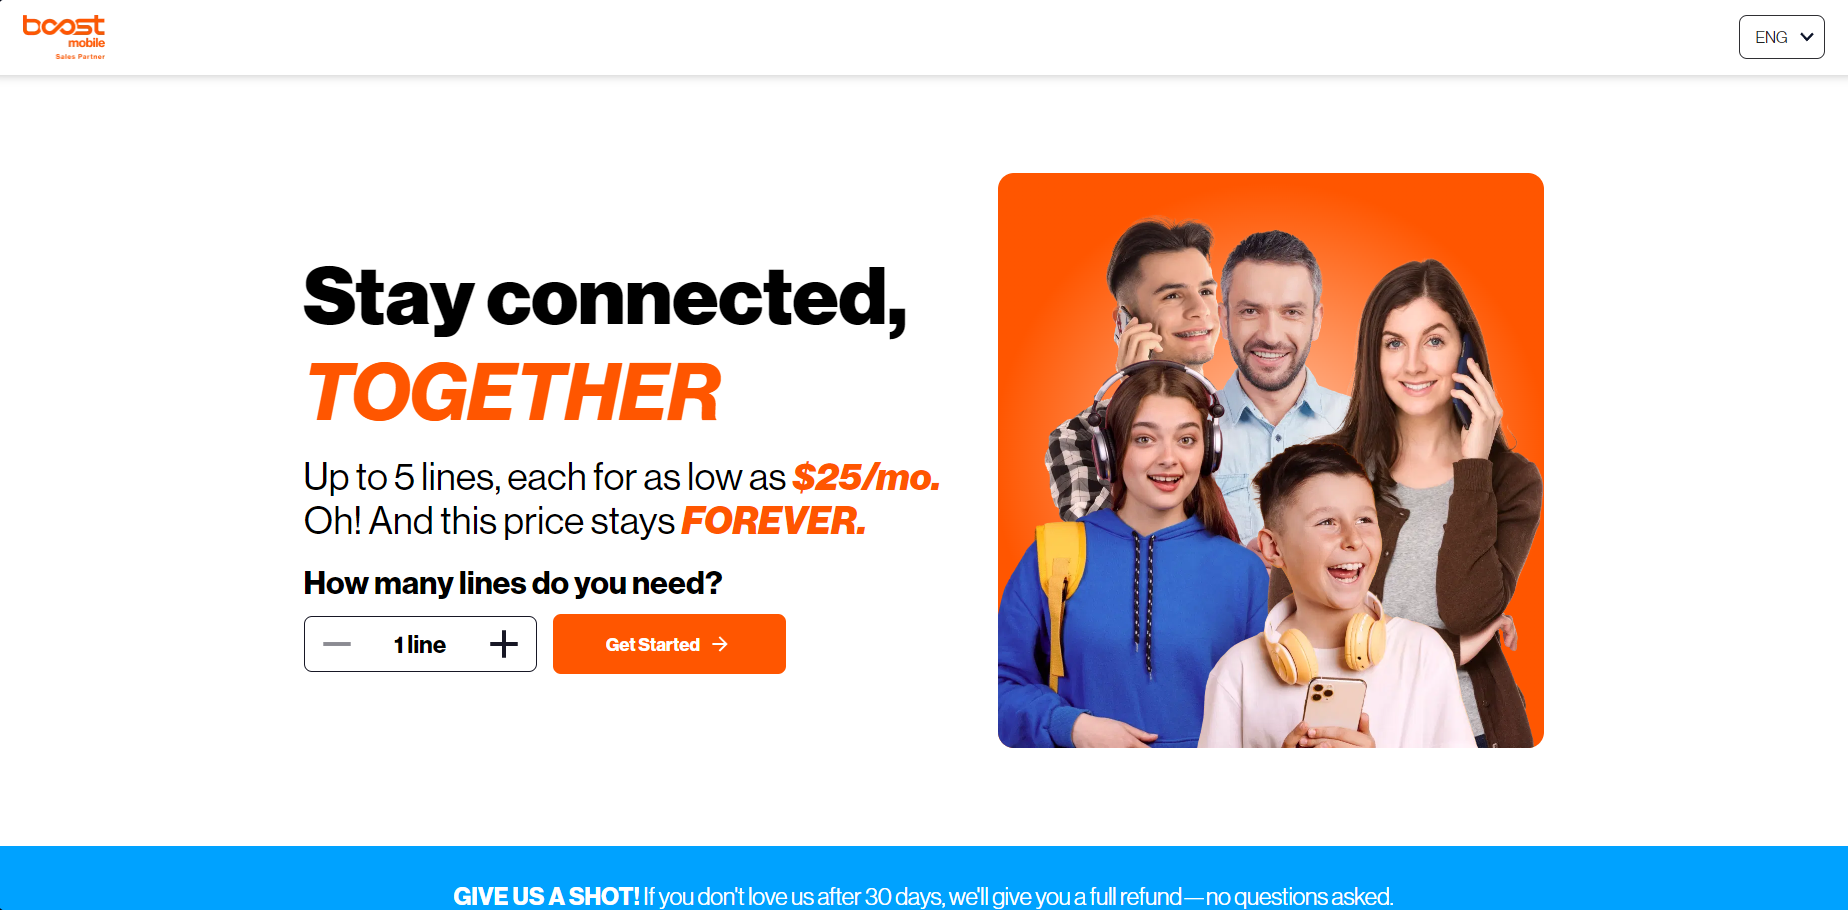 boost
mobile
Sales Partner
ENG
Stay connected,
TOGETHER
Up to 5 lines, each for as low as $25/mo.
Oh! And this price stays FOREVER.
How many lines do you need?
1 line
Get Started
GIVE US A SHOT! If you don't love us after 30 days, we'll give you a full refund—no questions asked.